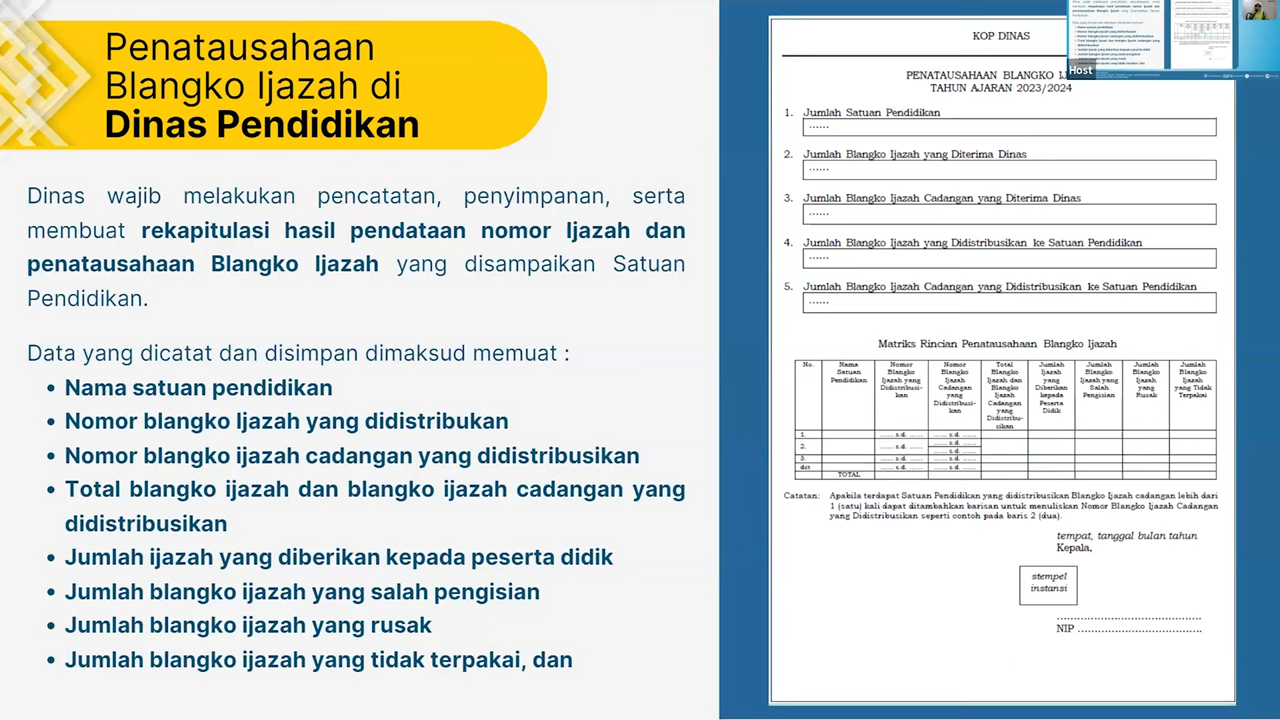 Penatausahaan
Blangko Ijazah di
Dinas Pendidikan
Dinas wajib melakukan pencatatan, penyimpanan, serta
membuat rekapitulasi hasil pendataan nomor Ijazah dan
penatausahaan Blangko Ijazah yang disampaikan Satuan
Pendidikan.
Data yang dicatat dan disimpan dimaksud memuat :
• Nama satuan pendidikan
• Nomor blangko Ijazah yang didistribukan
• Nomor blangko ijazah cadangan yang didistribusikan
• Total blangko ijazah dan blangko ijazah cadangan yang
didistribusikan
• Jumlah ijazah yang diberikan kepada peserta didik
• Jumlah blangko ijazah yang salah pengisian
• Jumlah blangko ijazah yang rusak
• Jumlah blangko ijazah yang tidak terpakai, dan
KOP DINAS
Host
PENATAUSAHAAN BLANGKO
TAHUN AJARAN 2023/2024
1. Jumlah Satuan Pendidikan
......
2. Jumlah Blangko Ijazah yang Diterima Dinas
......
3. Jumlah Blangko Ijazah Cadangan yang Diterima Dinas
......
4. Jumlah Blangko Ijazah yang Didistribusikan ke Satuan Pendidikan
......
5. Jumlah Blangko Ijazah Cadangan yang Didistribusikan ke Satuan Pendidikan
......
Matriks Rincian Penatausahaan Blangko Ijazah
No.
Nama
Satuan
Pendidikan
Nomor
Blangko
Ijazah yang
Didistribusi-
kan
Nomor
Blangko
Ijazah
Cadangan
yang
Didistribusi-
kan
Total
Blangko
Ijazah dan
Blangko
Ijazah
Cadangan
yang
Didistribu-
sikan
Jumlah
Ijazah
yang
Diberikan
kepada
Peserta
Didik
Jumlah
Blangko
Ijazah yang
Salah
Pengisian
Jumlah
Blangko
Ijazah
yang
Rusak
Jumlah
Blangko
Ijazah
yang Tidak
Terpakai
1. ...... s.d. ...... ...... s.d. ......
2. ...... s.d. ...... ...... s.d. ......
...... s.d. ......
3. ...... s.d. ...... ...... s.d. ......
dst ...... s.d. ...... ...... s.d. ......
TOTAL
Catatan: Apabila terdapat Satuan Pendidikan yang didistribusikan Blangko Ijazah cadangan lebih dari
1 (satu) kali dapat ditambahkan barisan untuk menuliskan Nomor Blangko Ijazah Cadangan
yang Didistribusikan seperti contoh pada baris 2 (dua).
tempat, tanggal bulan tahun
Kepala,
stempel
instansi
NIP ......................................